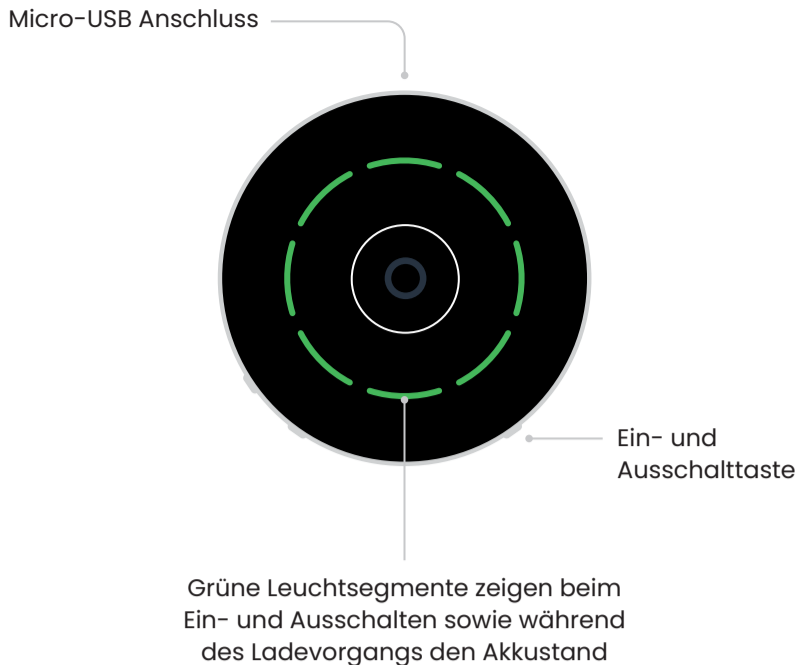 Micro-USB Anschluss
Ein- und
Ausschalttaste
Grüne Leuchtsegmente zeigen beim
Ein- und Ausschalten sowie während
des Ladevorgangs den Akkustand